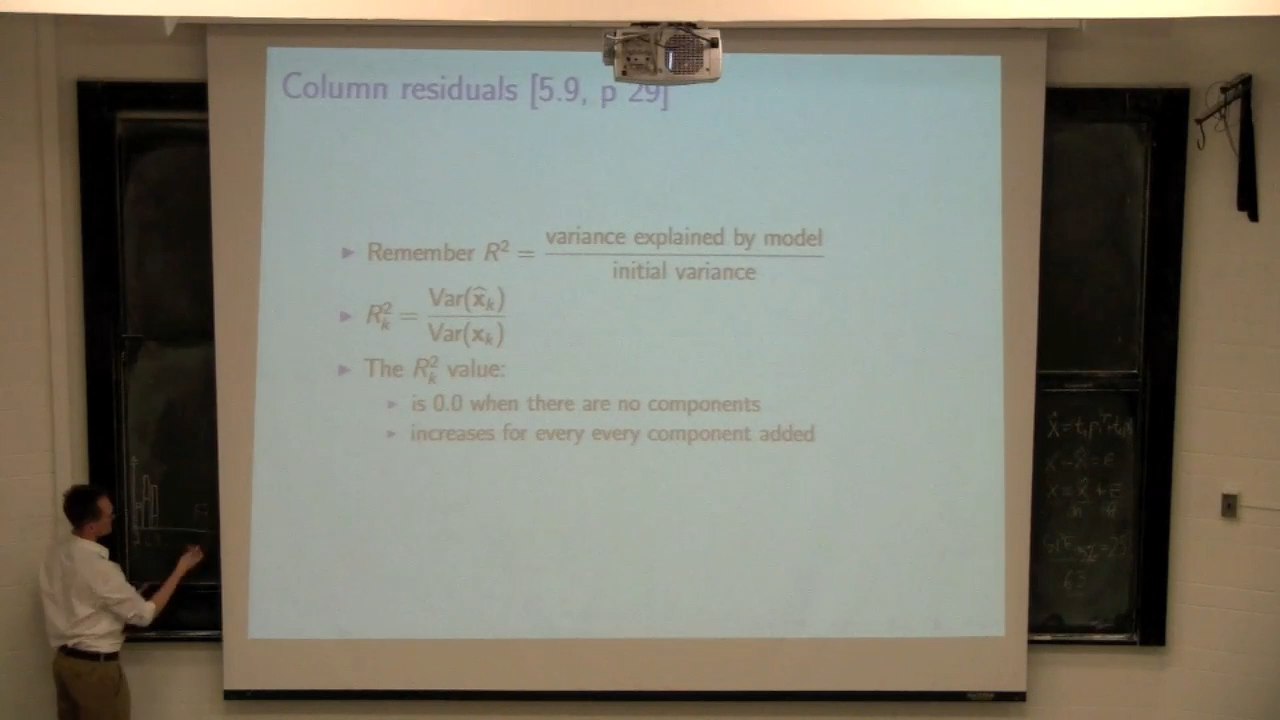 Column residuals [5.9, p 29]
▶ Remember R² = variance explained by model / initial variance
▶ R²ₖ = Var(x̂ₖ) / Var(xₖ)
▶ The R²ₖ value:
▶ is 0.0 when there are no components
▶ increases for every every component added